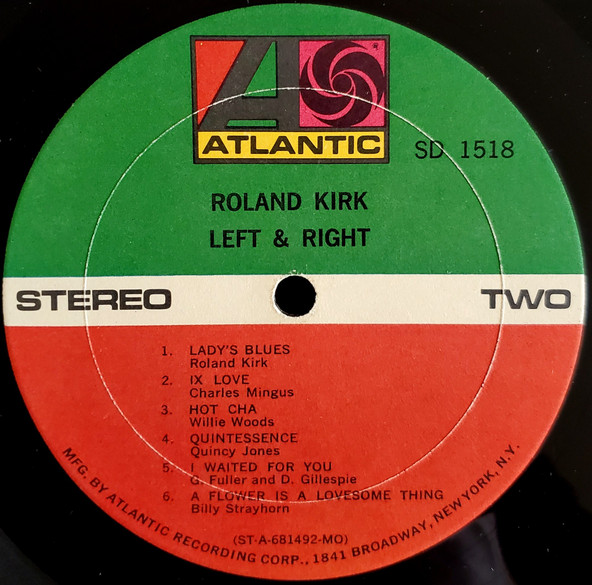 ATLANTIC
SD 1518
ROLAND KIRK
LEFT & RIGHT
STEREO
TWO
1. LADY'S BLUES
Roland Kirk
2. IX LOVE
Charles Mingus
3. HOT CHA
Willie Woods
4. QUINTESSENCE
Quincy Jones
5. I WAITED FOR YOU
G. Fuller and D. Gillespie
6. A FLOWER IS A LOVESOME THING
Billy Strayhorn
(ST-A-681492-MO)
MFG. BY ATLANTIC RECORDING CORP., 1841 BROADWAY, NEW YORK, N.Y.